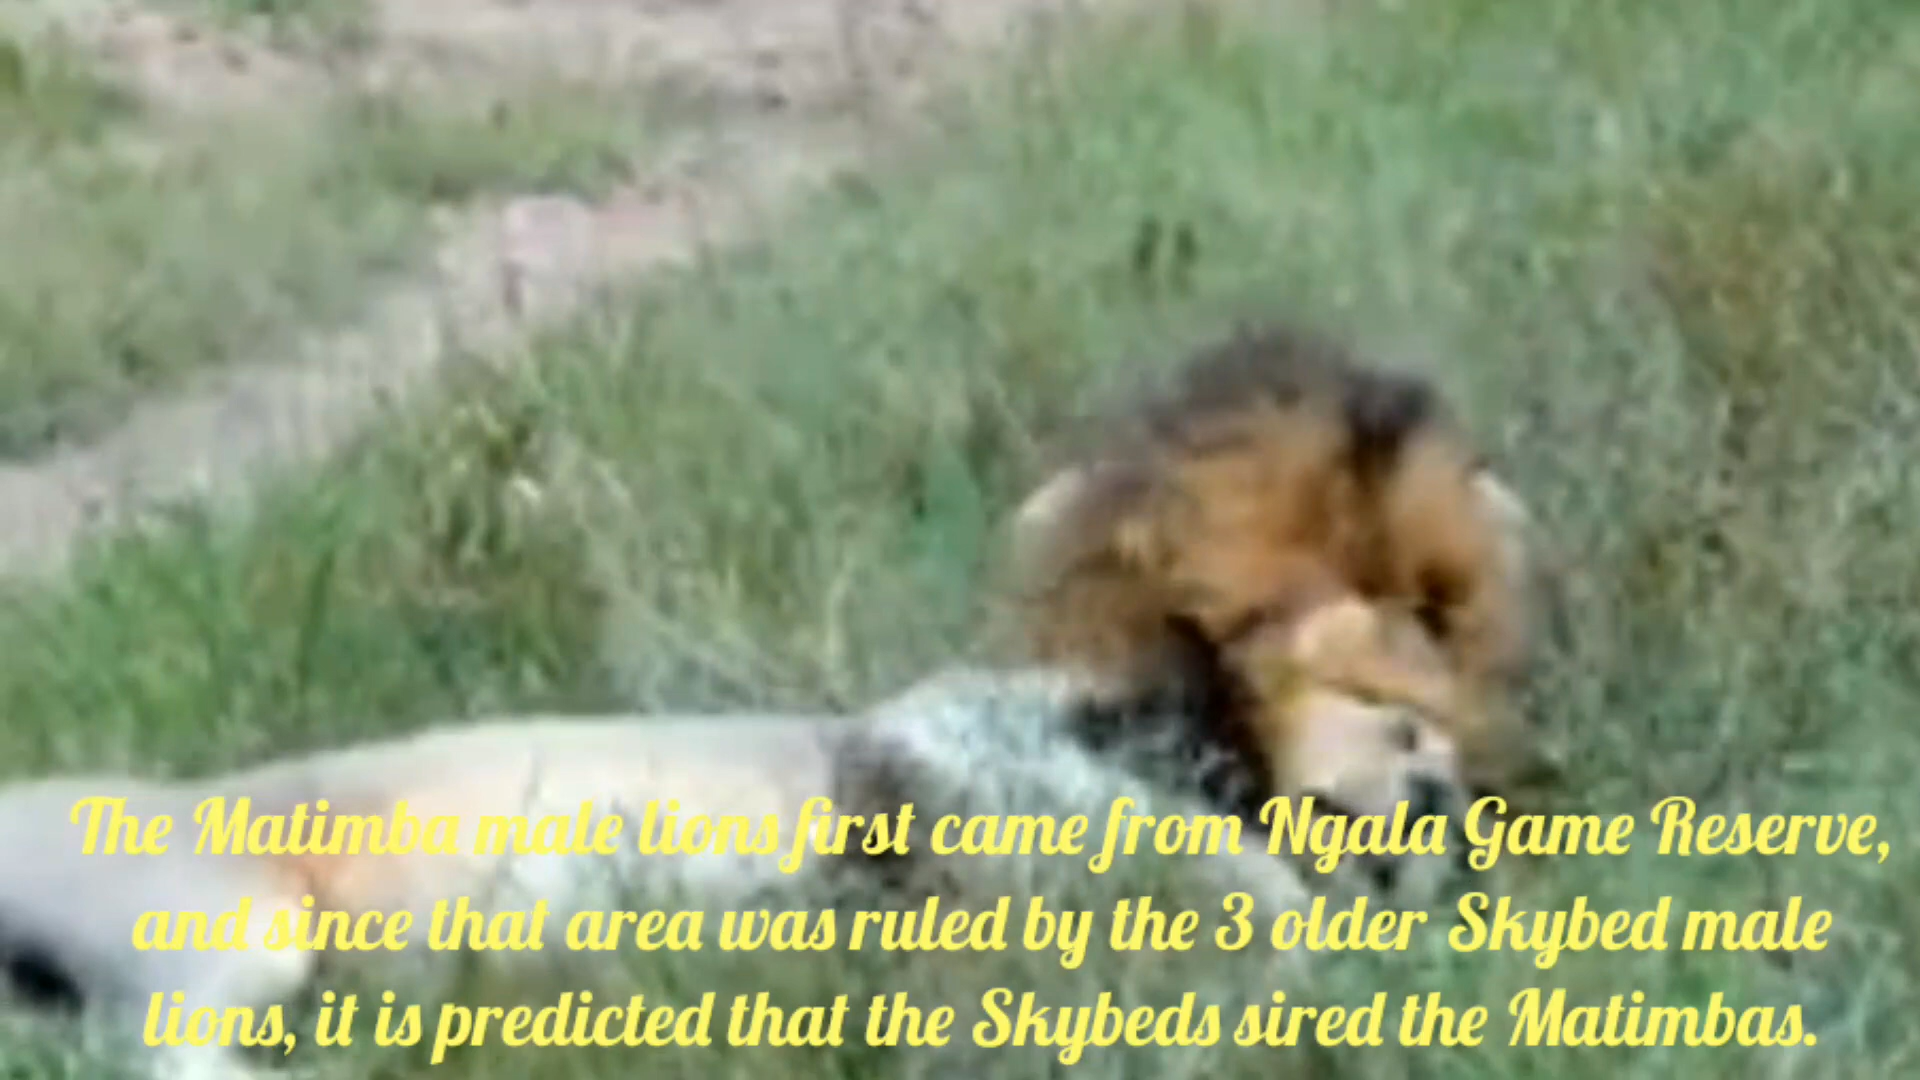 The Matimba male lions first came from Ngala Game Reserve,
and since that area was ruled by the 3 older Skybed male
lions, it is predicted that the Skybeds sired the Matimbas.